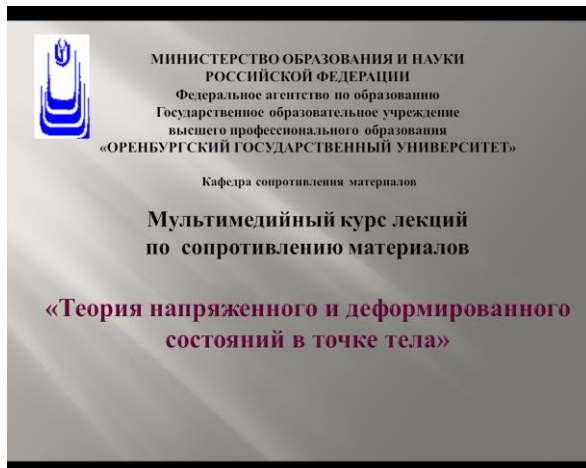 МИНИСТЕРСТВО ОБРАЗОВАНИЯ И НАУКИ
РОССИЙСКОЙ ФЕДЕРАЦИИ
Федеральное агентство по образованию
Государственное образовательное учреждение
высшего профессионального образования
«ОРЕНБУРГСКИЙ ГОСУДАРСТВЕННЫЙ УНИВЕРСИТЕТ»
Кафедра сопротивления материалов
Мультимедийный курс лекций
по сопротивлению материалов
«Теория напряженного и деформированного
состояний в точке тела»